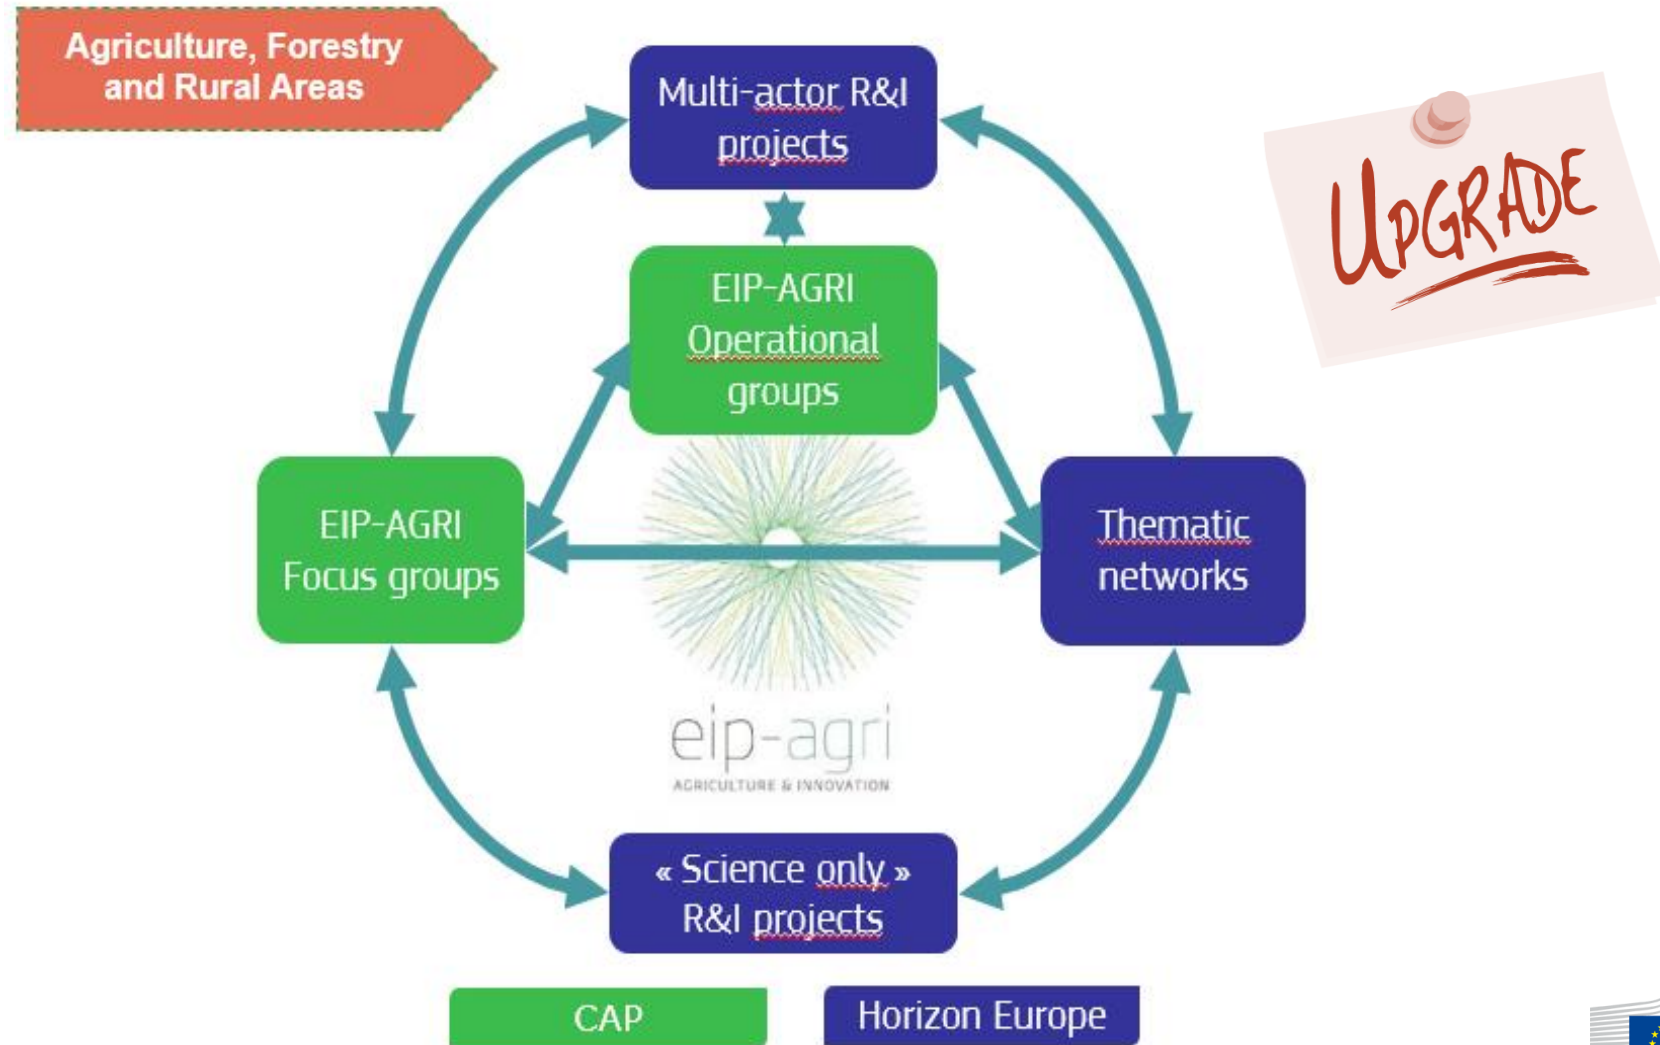 Agriculture, Forestry
and Rural Areas
Multi-actor R&I
projects
UPGRADE
EIP-AGRI
Operational
groups
EIP-AGRI
Focus groups
Thematic
networks
eip-agri
AGRICULTURE & INNOVATION
« Science only »
R&I projects
CAP
Horizon Europe